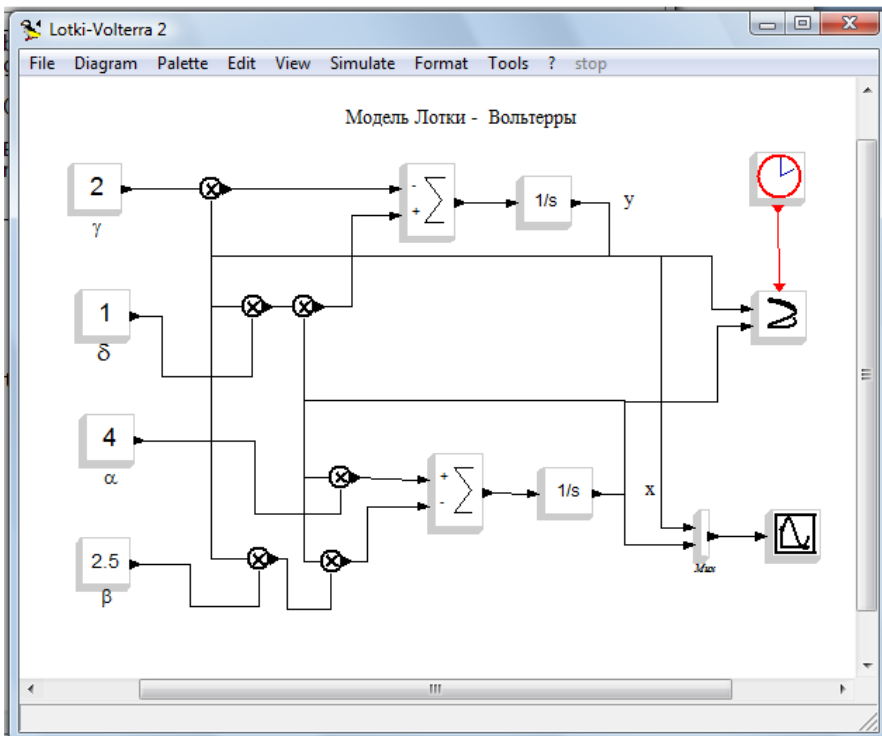 Lotki-Volterra 2
File Diagram Palette Edit View Simulate Format Tools ? stop
Модель Лотки - Вольтерры
2
γ
-
+
1/s
y
1
δ
4
α
+
-
1/s
x
2.5
β
Mux